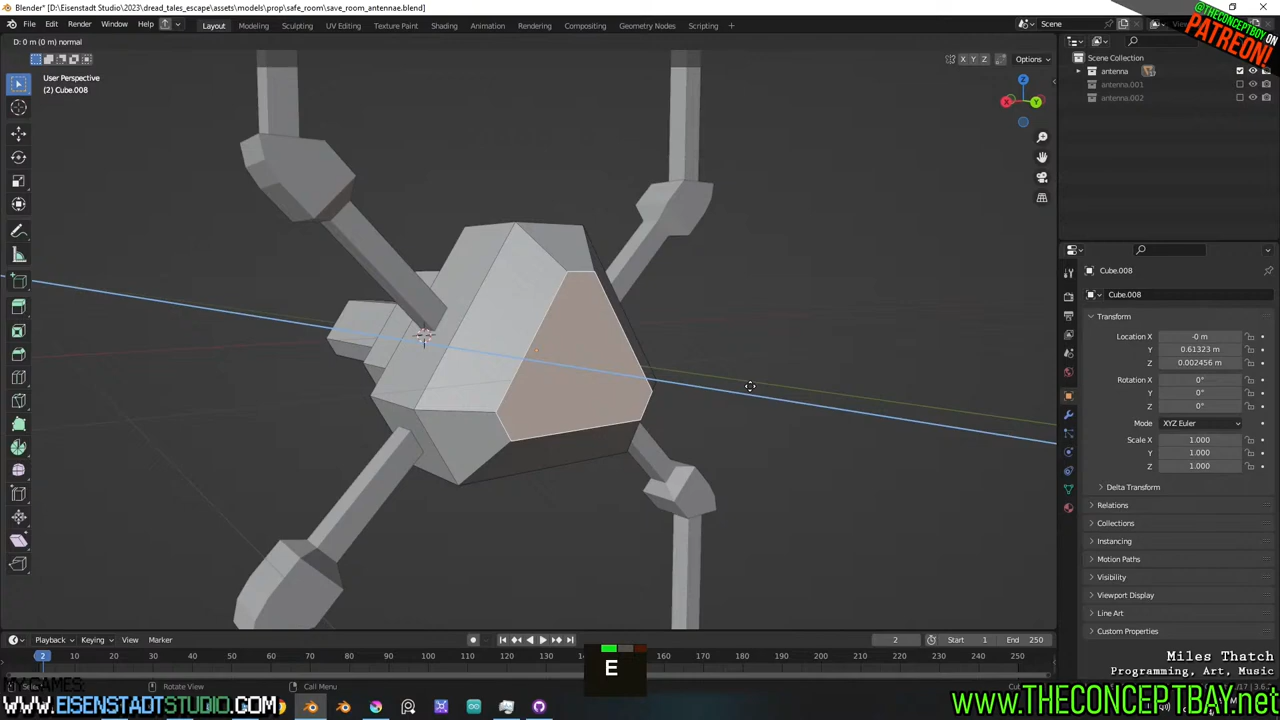 Blender* [D:\Eisenstadt Studio\2023\dread_tales_escape\assets\models\prop\safe_room\save_room_antennae.blend]
@THECONCEPTBOY ON
PATREON!
File Edit Render Window Help
Layout Modeling Sculpting UV Editing Texture Paint Shading Animation Rendering Compositing Geometry Nodes Scripting
Scene
D: 0 m (0 m) normal
X Y Z Options
User Perspective
(2) Cube.008
Z
X
Y
Scene Collection
antenna
antenna.001
antenna.002
Cube.008
Cube.008
Transform
Location X -0 m
Y 0.61323 m
Z 0.002456 m
Rotation X 0°
Y 0°
Z 0°
Mode XYZ Euler
Scale X 1.000
Y 1.000
Z 1.000
Delta Transform
Relations
Collections
Instancing
Motion Paths
Visibility
Viewport Display
Line Art
Custom Properties
Playback Keying View Marker
2 Start 1 End 250
2 10 20 30 40 50 60 70 80 90 100 110 120 130 140 150 160 170 180 190 200 210 220 230 240 250
E
Rotate View
Call Menu
MY GAMES:
www.EISENSTADTSTUDIO.COM
Miles Thatch
Programming, Art, Music
www.THECONCEPTBAY.net